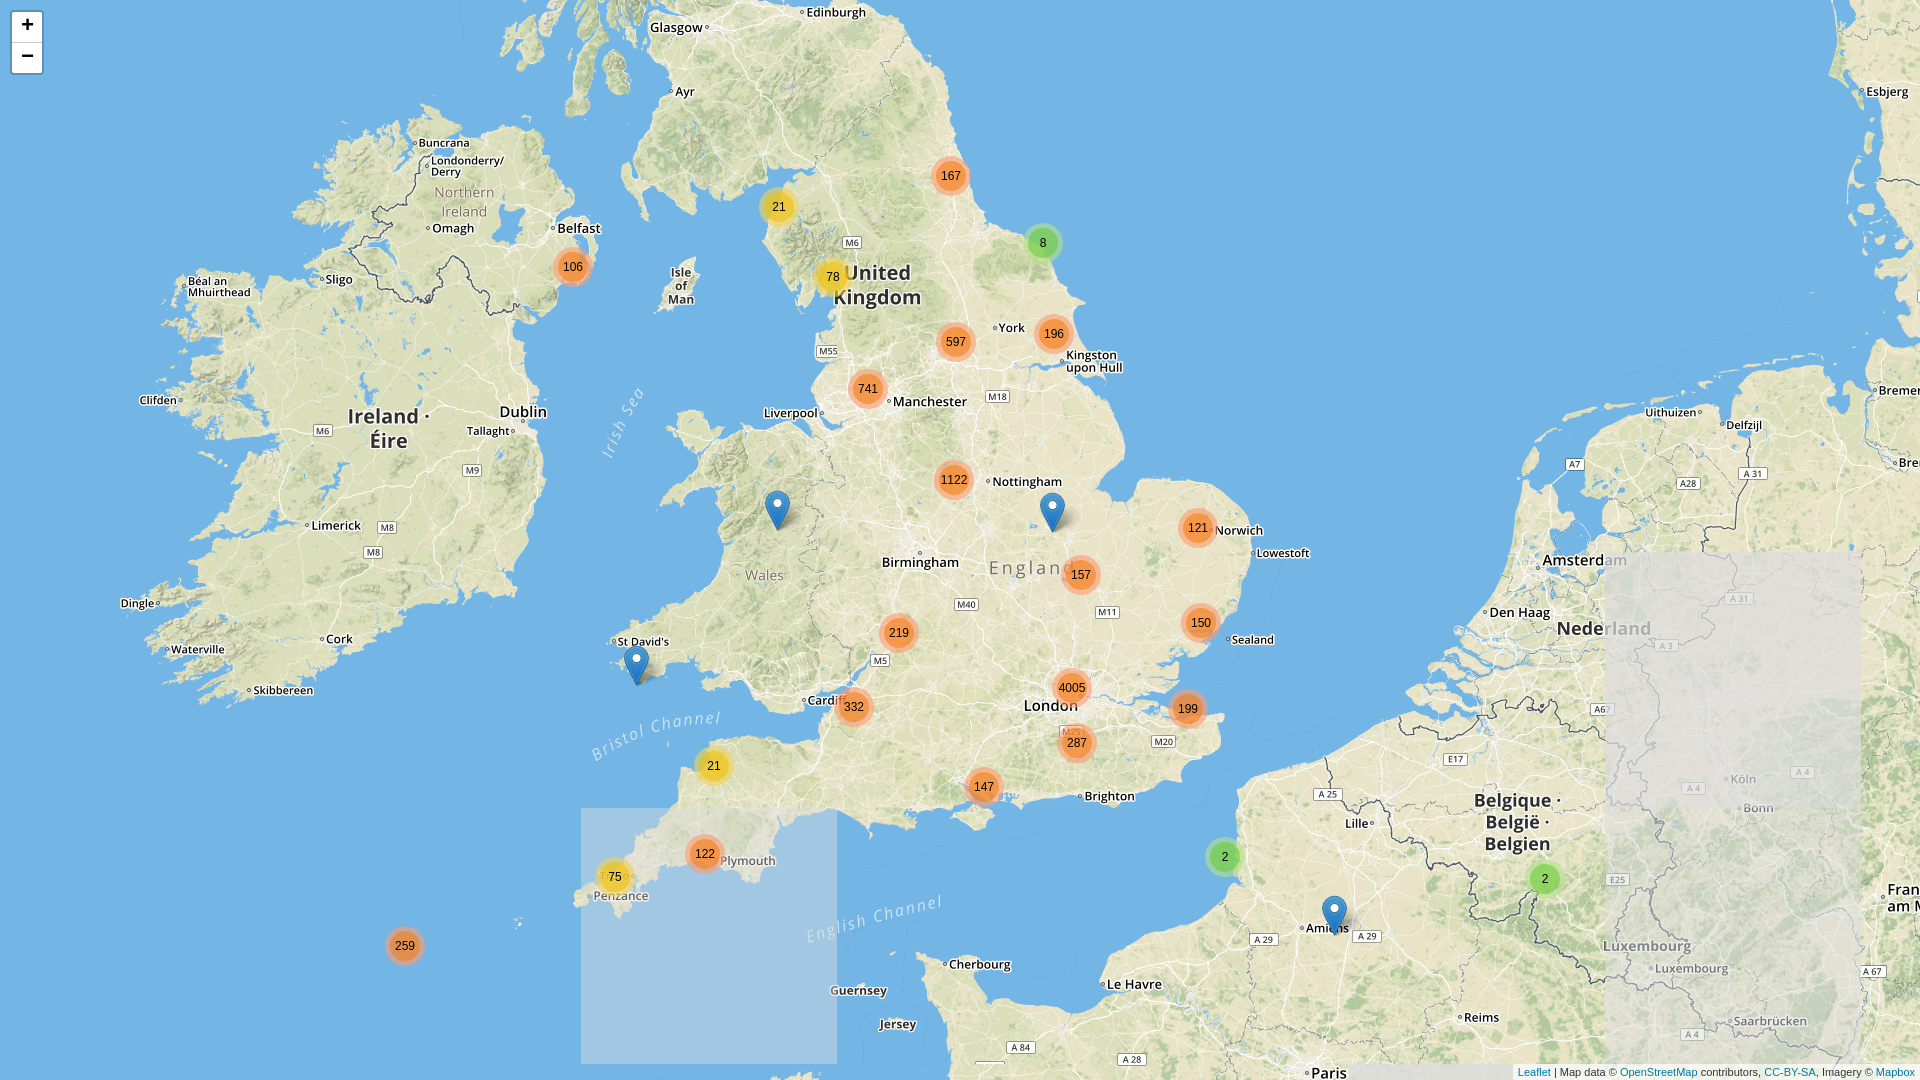 +
−
Edinburgh
Glasgow
Ayr
Esbjerg
Buncrana
Londonderry/
Derry
Northern
Ireland
Omagh
Belfast
167
21
M6
8
106
78
United
Kingdom
Isle
of
Man
Sligo
Béal an
Mhuirthead
York
196
597
M55
Kingston
upon Hull
741
Manchester
M18
Liverpool
Clifden
Dublin
Tallaght
Ireland ·
Éire
M6
M9
Irish Sea
Uithuizen
Delfzijl
Bremer
Bre
A7
A 31
A28
1122
Nottingham
121
Norwich
Lowestoft
Limerick
M8
M8
Birmingham
Wales
England
157
Amsterdam
A 31
Den Haag
Nederland
A 3
Dingle
M40
M11
150
Sealand
219
M5
Cork
Waterville
Skibbereen
St David's
4005
London
Cardiff
332
199
M25
287
M20
A67
Bristol Channel
21
E17
147
Brighton
A 25
Lille
Belgique ·
België ·
Belgien
Köln
A 4
A 4
Bonn
122
Plymouth
75
Penzance
2
2
E25
Fran
am M
English Channel
259
Amiens
A 29
A 29
Luxembourg
Luxembourg
A 67
Cherbourg
Le Havre
Guernsey
Jersey
Reims
Saarbrücken
A 4
A 84
A 28
Paris
Leaflet | Map data © OpenStreetMap contributors, CC-BY-SA, Imagery © Mapbox